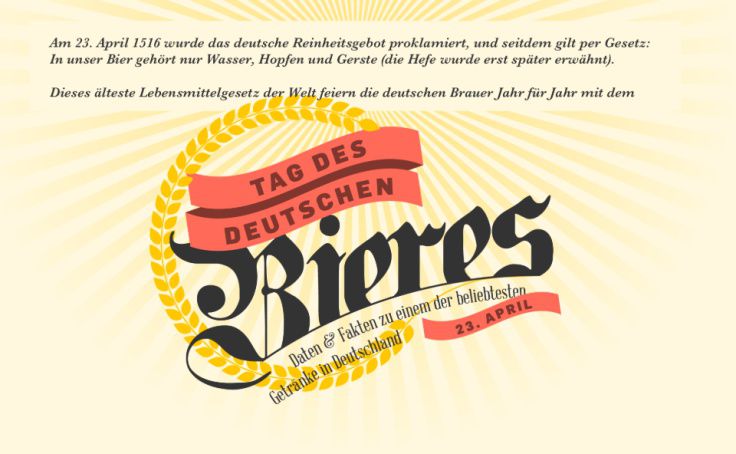 Am 23. April 1516 wurde das deutsche Reinheitsgebot proklamiert, und seitdem gilt per Gesetz:
In unser Bier gehört nur Wasser, Hopfen und Gerste (die Hefe wurde erst später erwähnt).
Dieses älteste Lebensmittelgesetz der Welt feiern die deutschen Brauer Jahr für Jahr mit dem
TAG DES
DEUTSCHEN
Bieres
Daten & Fakten zu einem der beliebtesten
Getränke in Deutschland
23. APRIL